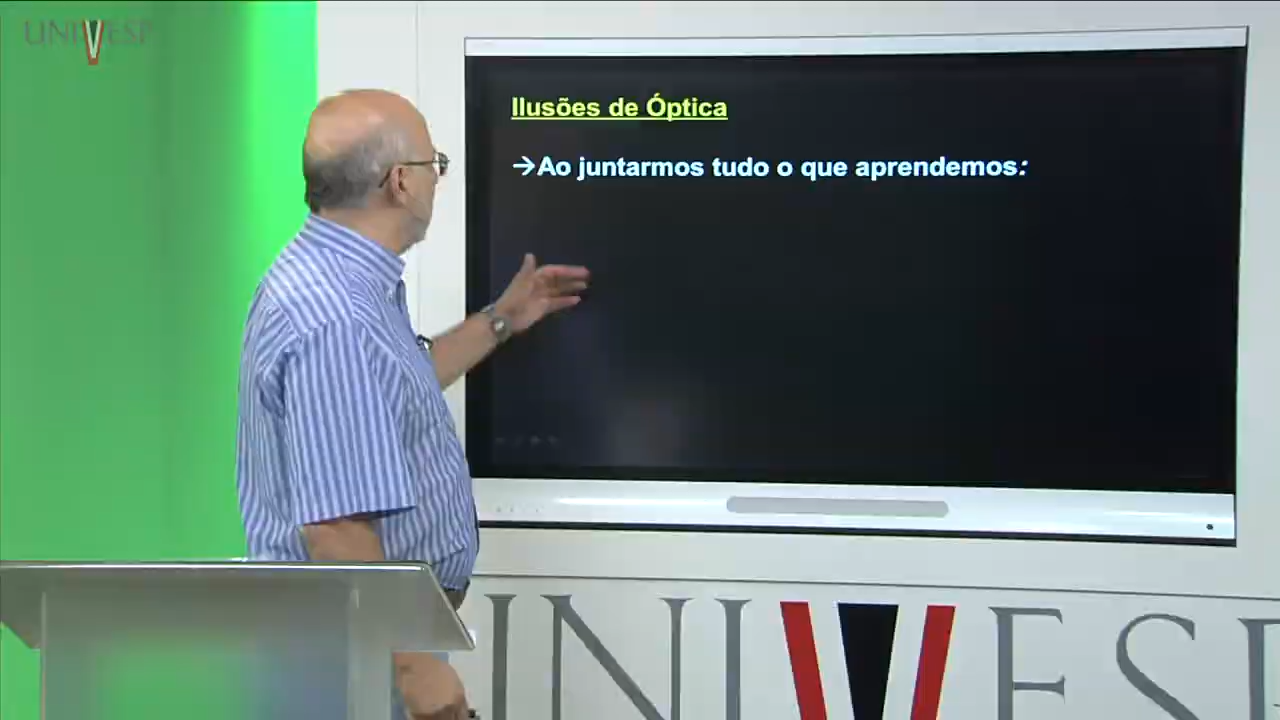 UNIVESP
Ilusões de Óptica
→Ao juntarmos tudo o que aprendemos:
UNIVESP